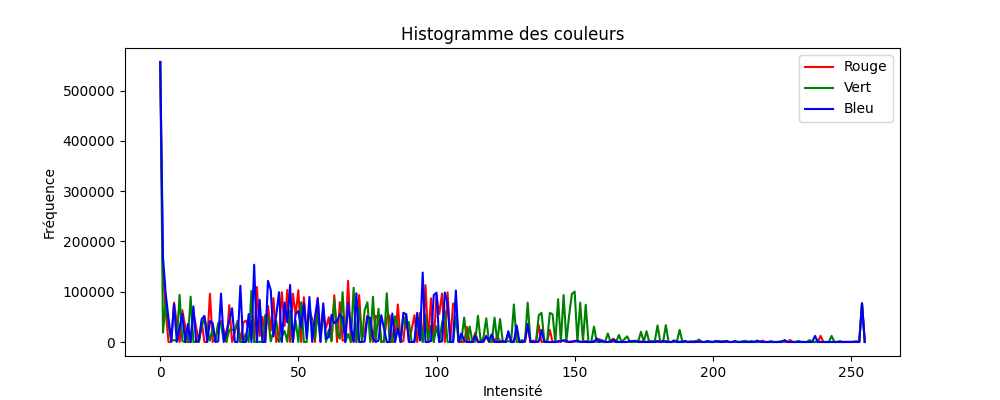 Histogramme des couleurs
Rouge
Vert
Bleu
500000
400000
300000
200000
100000
0
Fréquence
0 50 100 150 200 250
Intensité